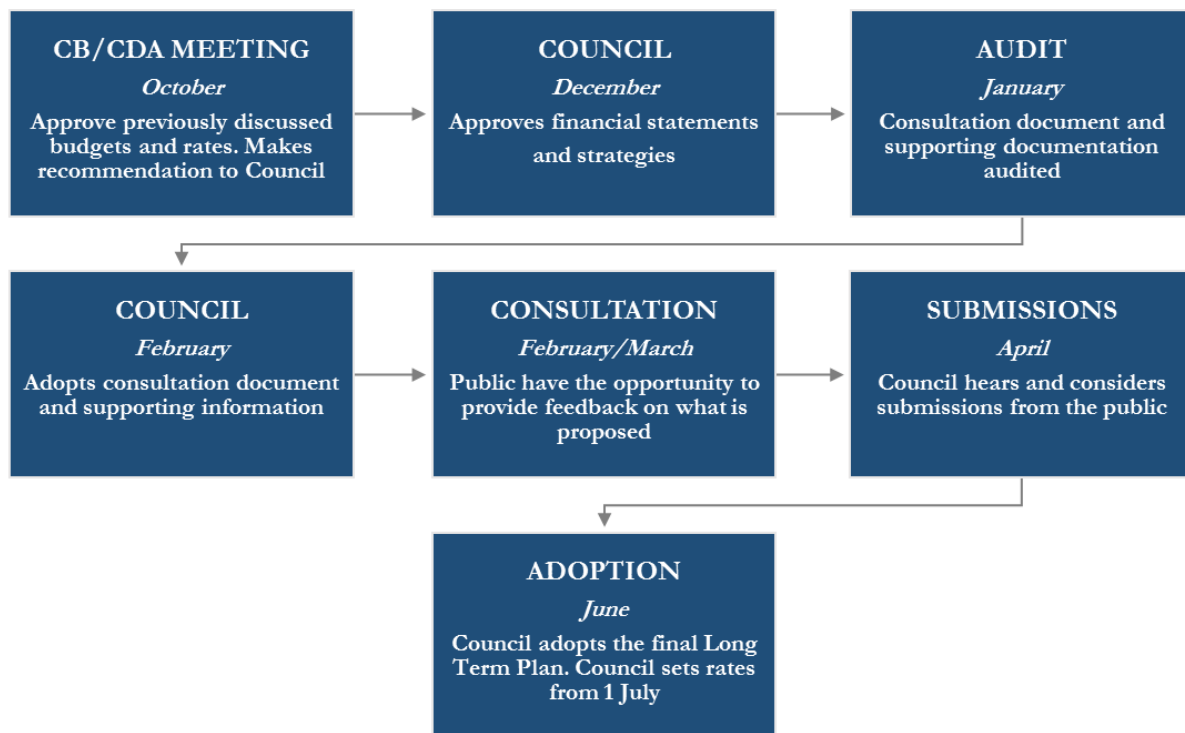 CB/CDA MEETING
October
Approve previously discussed
budgets and rates. Makes
recommendation to Council
COUNCIL
December
Approves financial statements
and strategies
AUDIT
January
Consultation document and
supporting documentation
audited
COUNCIL
February
Adopts consultation document
and supporting information
CONSULTATION
February/March
Public have the opportunity to
provide feedback on what is
proposed
SUBMISSIONS
April
Council hears and considers
submissions from the public
ADOPTION
June
Council adopts the final Long
Term Plan. Council sets rates
from 1 July